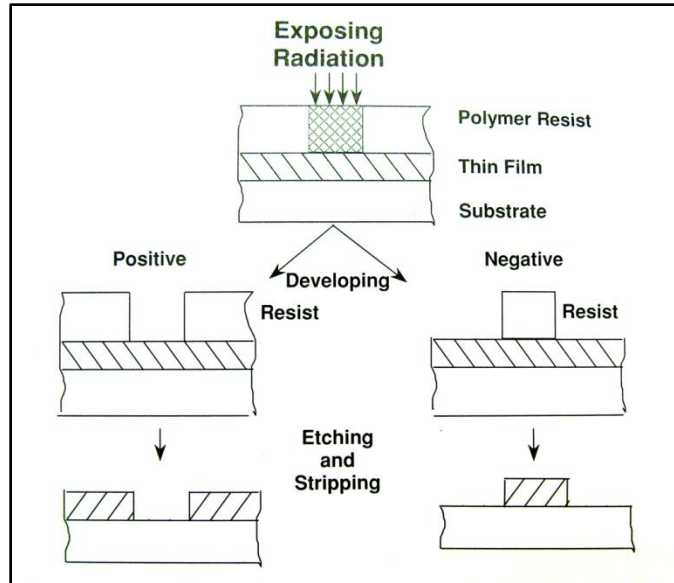 Exposing
Radiation
Polymer Resist
Thin Film
Substrate
Positive
Developing
Negative
Resist
Resist
Etching
and
Stripping